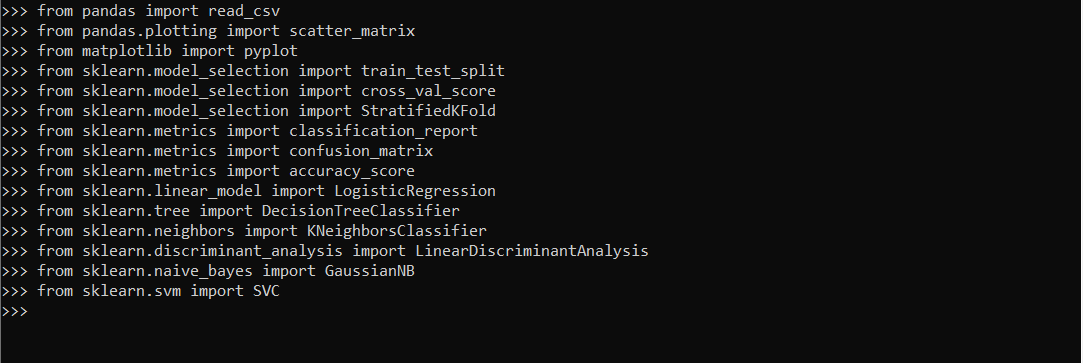 >>> from pandas import read_csv
>>> from pandas.plotting import scatter_matrix
>>> from matplotlib import pyplot
>>> from sklearn.model_selection import train_test_split
>>> from sklearn.model_selection import cross_val_score
>>> from sklearn.model_selection import StratifiedKFold
>>> from sklearn.metrics import classification_report
>>> from sklearn.metrics import confusion_matrix
>>> from sklearn.metrics import accuracy_score
>>> from sklearn.linear_model import LogisticRegression
>>> from sklearn.tree import DecisionTreeClassifier
>>> from sklearn.neighbors import KNeighborsClassifier
>>> from sklearn.discriminant_analysis import LinearDiscriminantAnalysis
>>> from sklearn.naive_bayes import GaussianNB
>>> from sklearn.svm import SVC
>>>